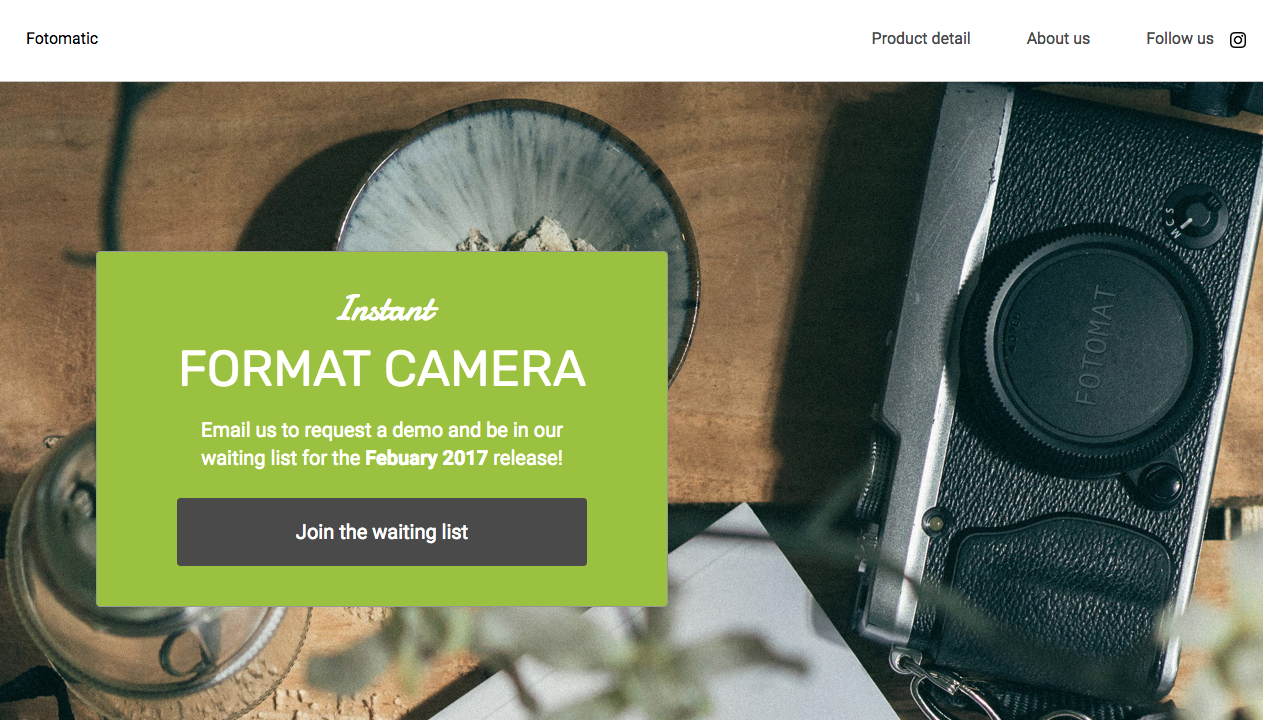 Fotomatic
Product detail
About us
Follow us
Instant
FORMAT CAMERA
Email us to request a demo and be in our
waiting list for the Febuary 2017 release!
Join the waiting list
FOTOMAT
M C S